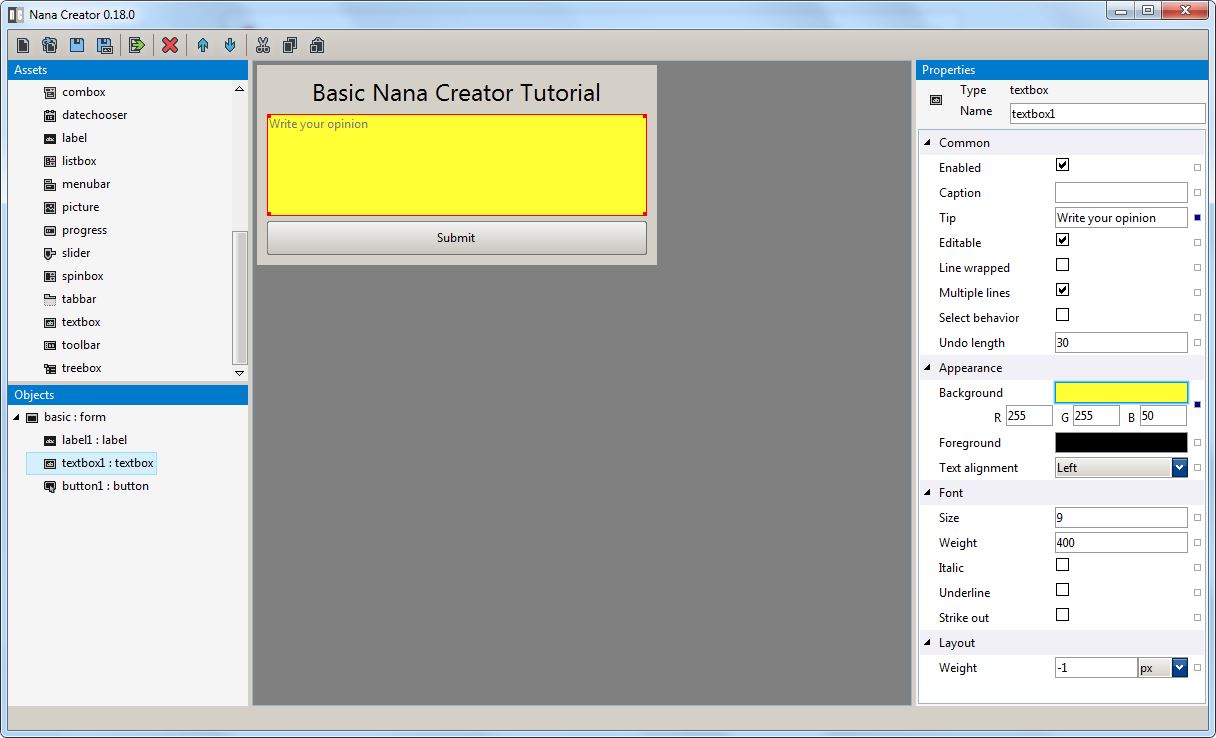 Nana Creator 0.18.0
Assets
combox
datechooser
label
listbox
menubar
picture
progress
slider
spinbox
tabbar
textbox
toolbar
treebox
Objects
basic : form
label1 : label
textbox1 : textbox
button1 : button
Basic Nana Creator Tutorial
Write your opinion
Submit
Properties
Type textbox
Name textbox1
Common
Enabled
Caption
Tip Write your opinion
Editable
Line wrapped
Multiple lines
Select behavior
Undo length 30
Appearance
Background
R 255 G 255 B 50
Foreground
Text alignment Left
Font
Size 9
Weight 400
Italic
Underline
Strike out
Layout
Weight -1 px